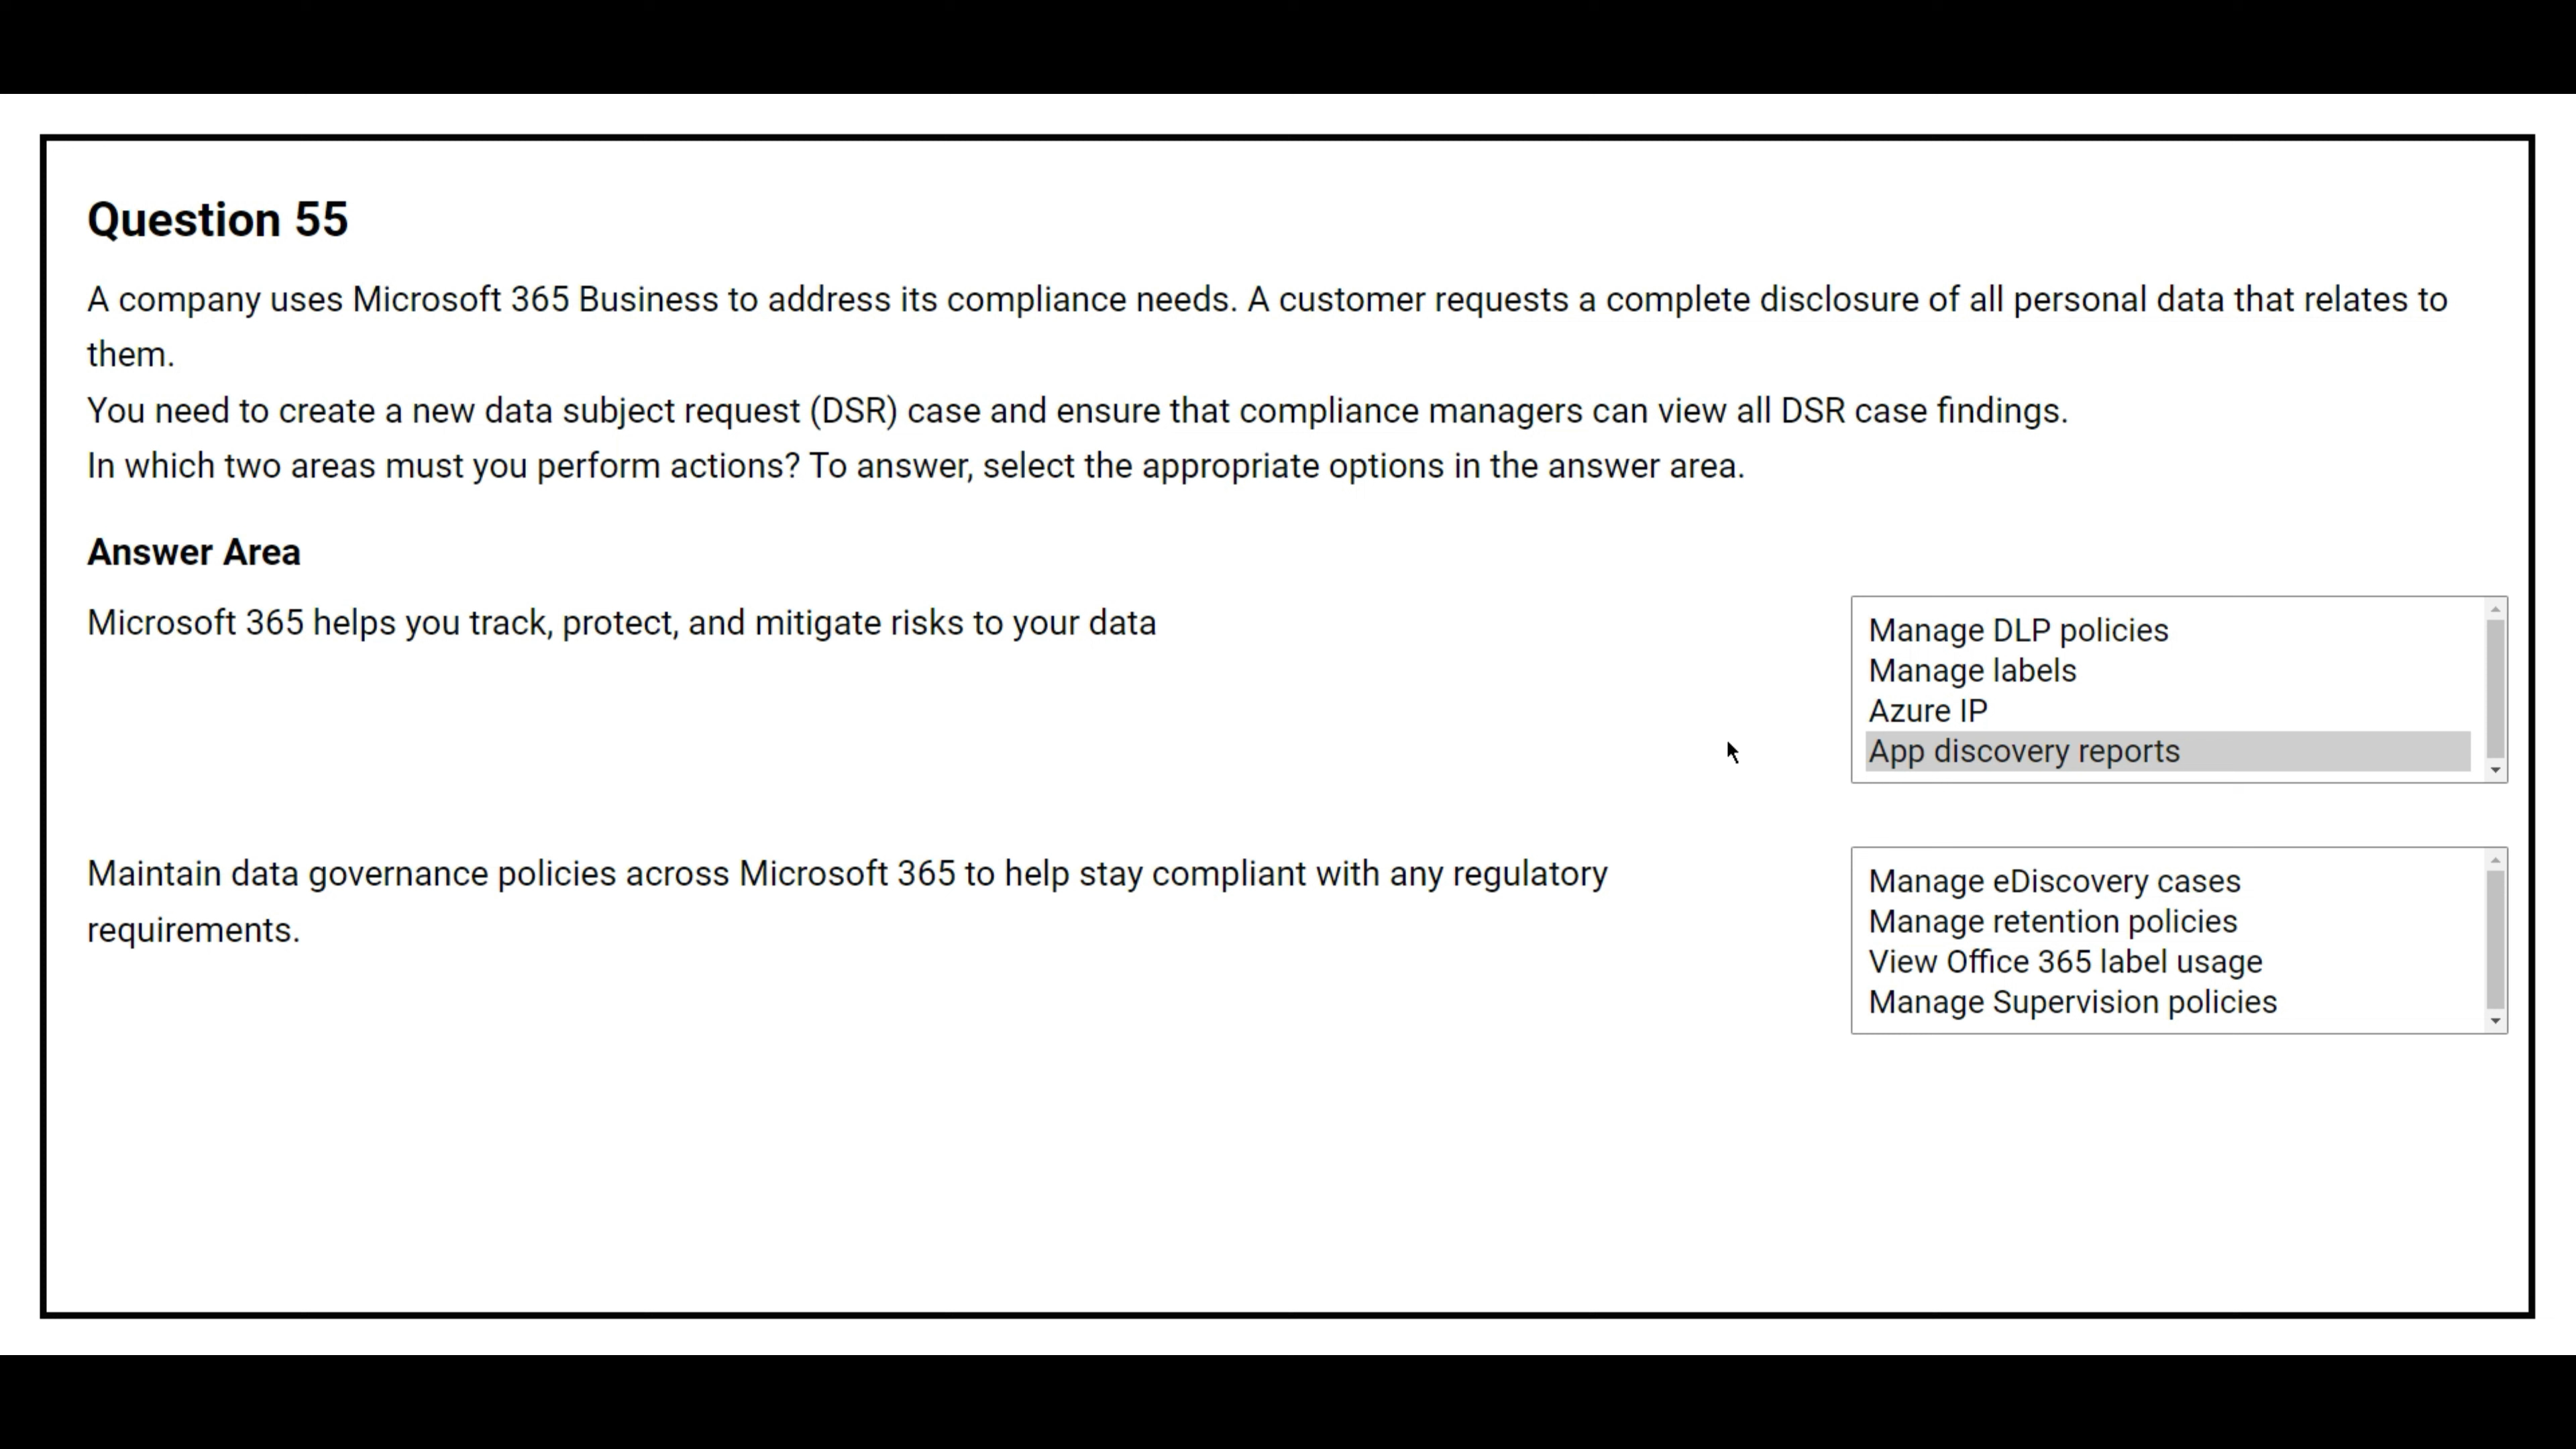 Question 55
A company uses Microsoft 365 Business to address its compliance needs. A customer requests a complete disclosure of all personal data that relates to
them.
You need to create a new data subject request (DSR) case and ensure that compliance managers can view all DSR case findings.
In which two areas must you perform actions? To answer, select the appropriate options in the answer area.
Answer Area
Microsoft 365 helps you track, protect, and mitigate risks to your data
Manage DLP policies
Manage labels
Azure IP
App discovery reports
Maintain data governance policies across Microsoft 365 to help stay compliant with any regulatory
requirements.
Manage eDiscovery cases
Manage retention policies
View Office 365 label usage
Manage Supervision policies